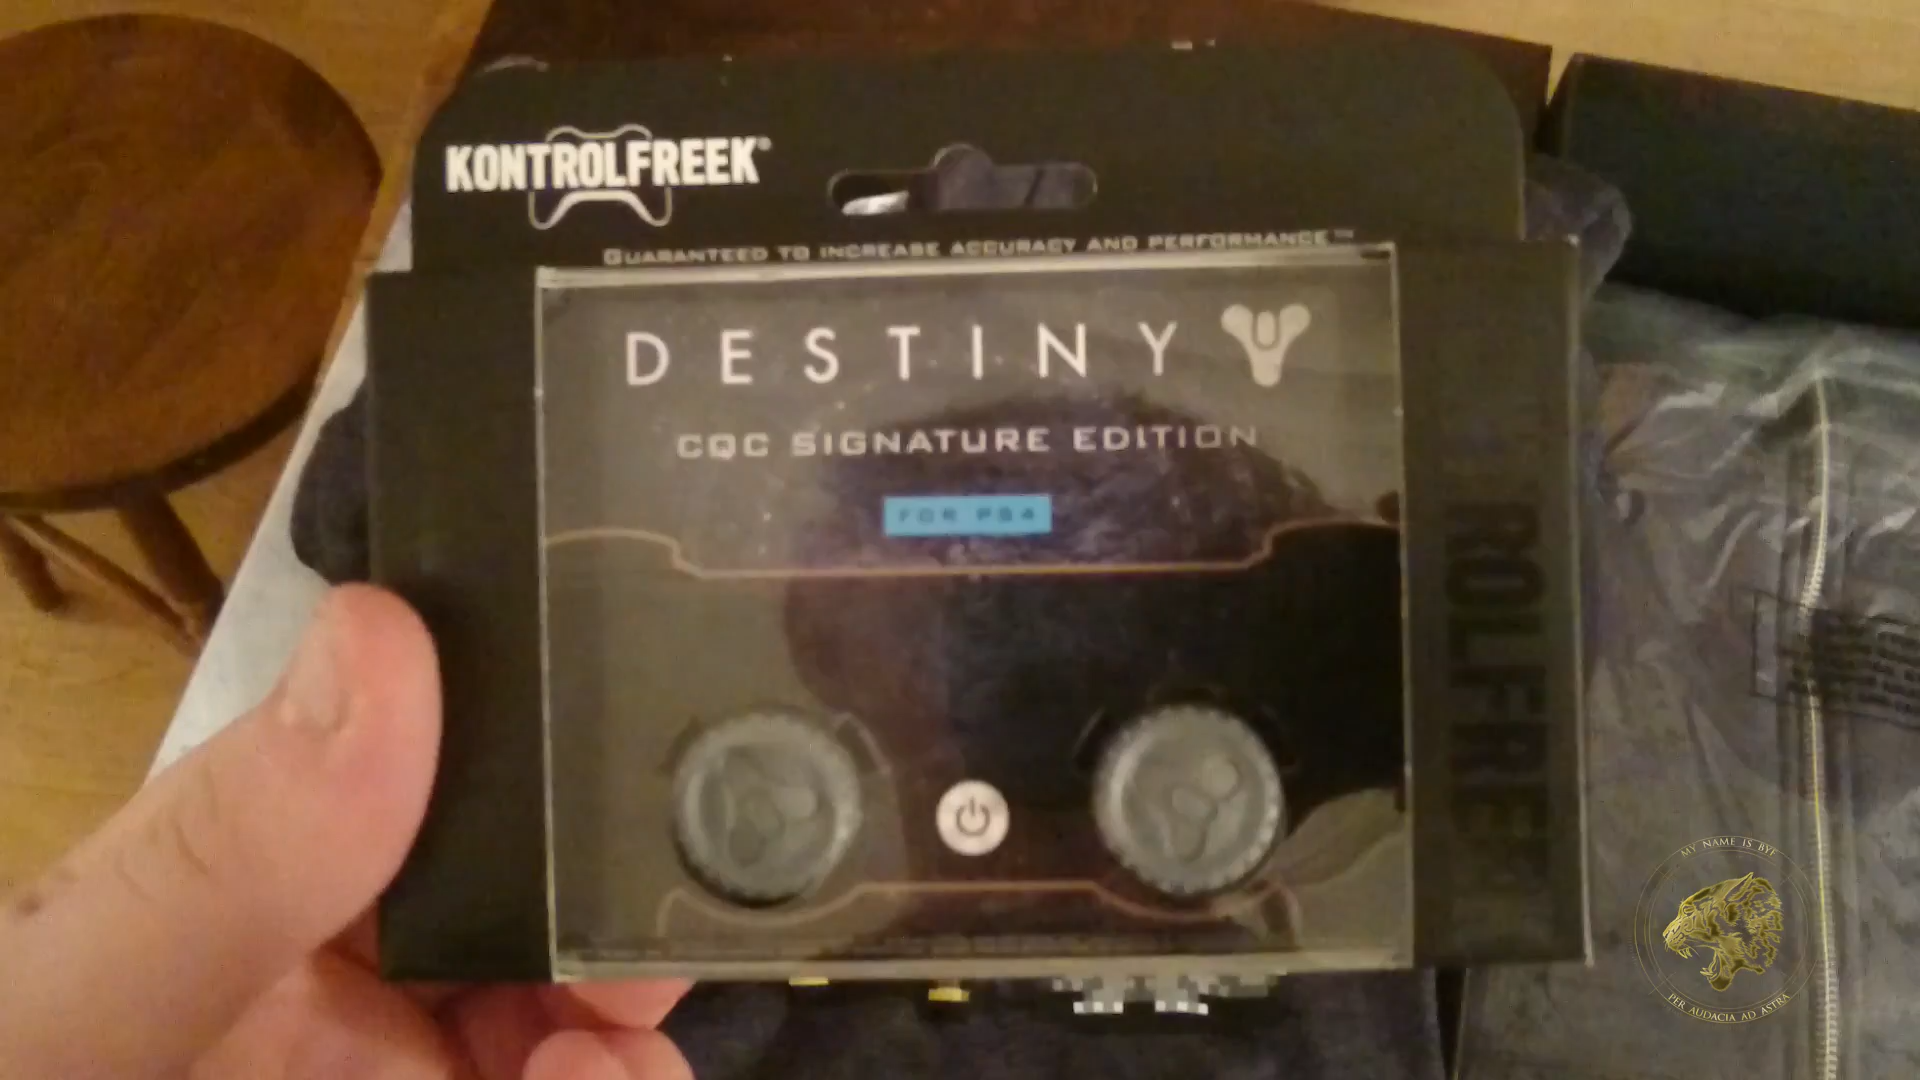 KONTROLFREEK®
GUARANTEED TO INCREASE ACCURACY AND PERFORMANCE™
DESTINY
CQC SIGNATURE EDITION
FOR PS4
ROLFREE
MY NAME IS BYF
PER AUDACIA AD ASTRA